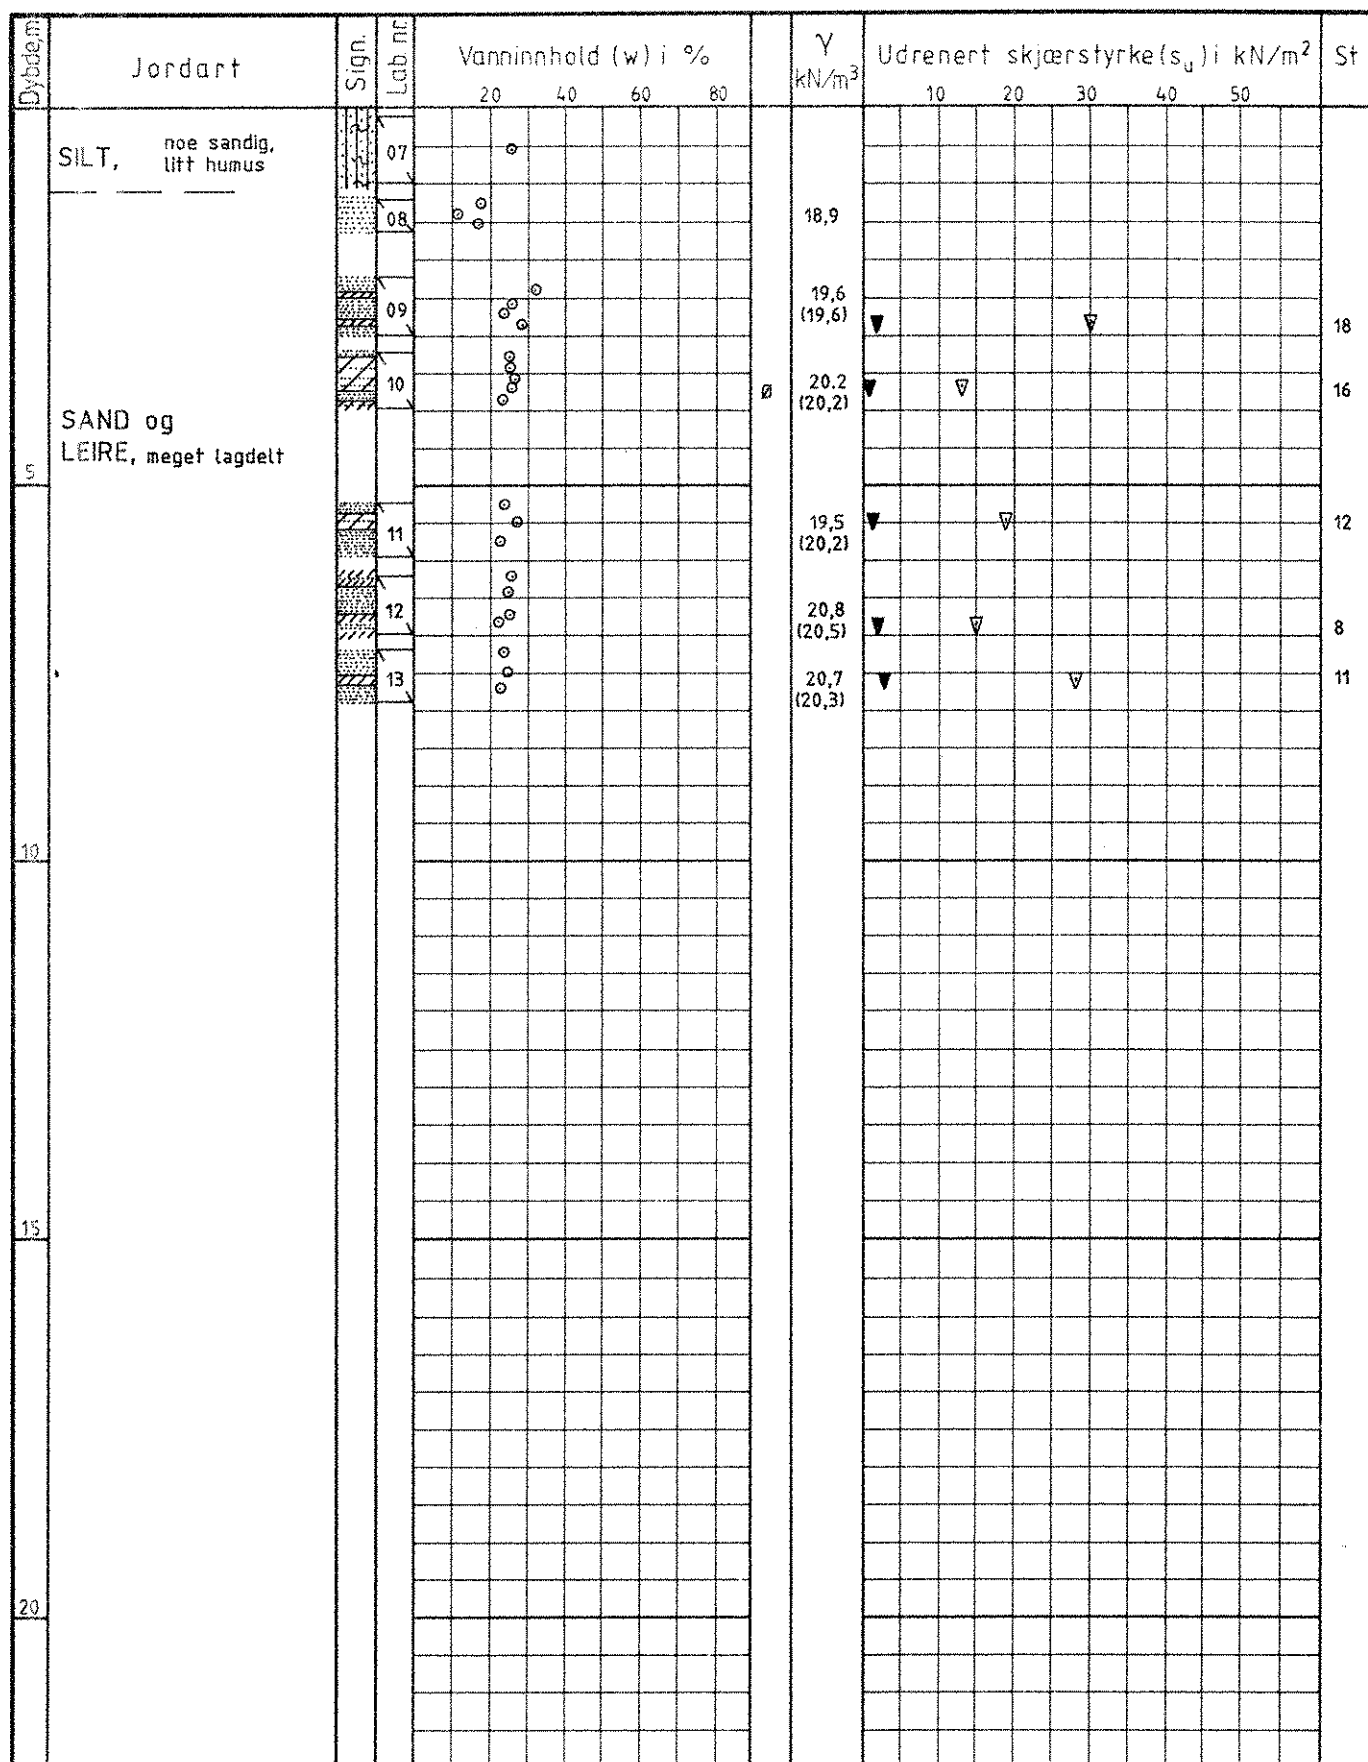 Dybde,m
Jordart
Sign.
Lab. nr.
Vanninnhold (w) i %
20 40 60 80
γ
kN/m³
Udrenert skjærstyrke (su) i kN/m²
10 20 30 40 50
St
SILT, noe sandig,
litt humus
07
08
18,9
09
19,6
(19,6)
18
10
ø
20.2
(20,2)
16
SAND og
LEIRE, meget lagdelt
5
11
19,5
(20,2)
12
12
20,8
(20,5)
8
13
20,7
(20,3)
11
10
15
20